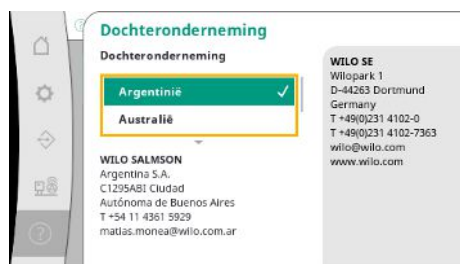 Dochteronderneming
Dochteronderneming
Argentinië
Australië
WILO SALMSON
Argentina S.A.
C1295ABI Ciudad
Autónoma de Buenos Aires
T +54 11 4361 5929
matias.monea@wilo.com.ar
WILO SE
Wilopark 1
D-44263 Dortmund
Germany
T +49(0)231 4102-0
T +49(0)231 4102-7363
wilo@wilo.com
www.wilo.com